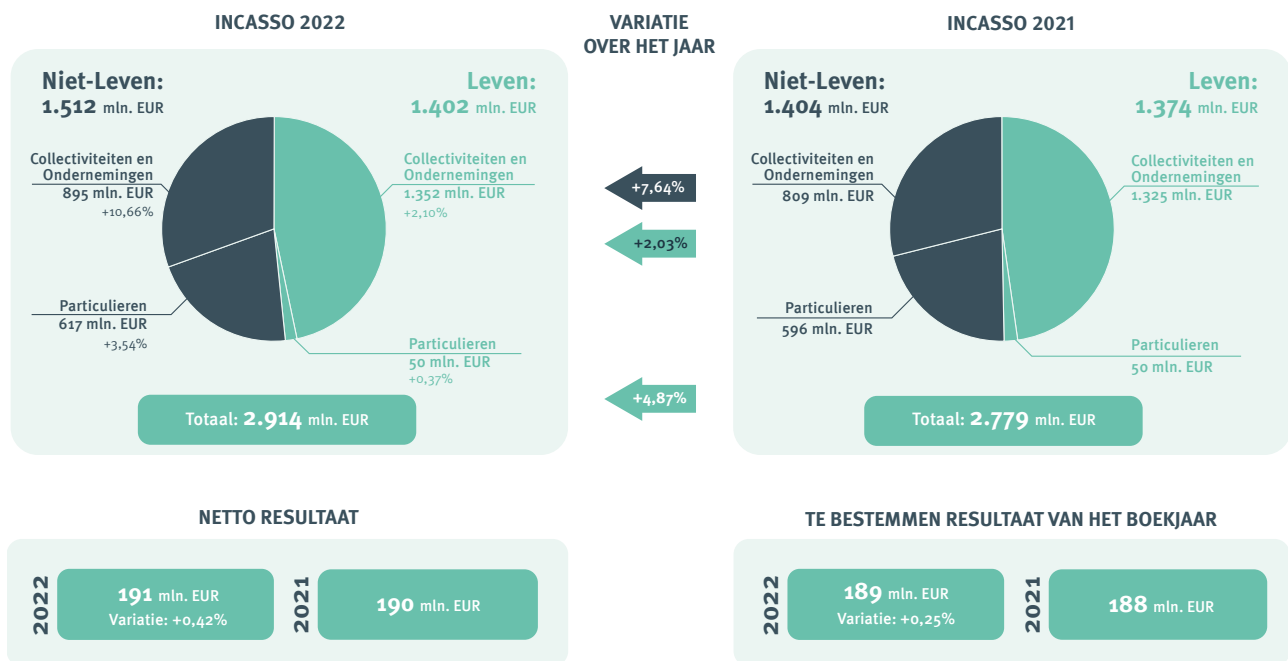 INCASSO 2022
Niet-Leven:
1.512 mln. EUR
Leven:
1.402 mln. EUR
Collectiviteiten en
Ondernemingen
895 mln. EUR
+10,66%
Collectiviteiten en
Ondernemingen
1.352 mln. EUR
+2,10%
Particulieren
617 mln. EUR
+3,54%
Particulieren
50 mln. EUR
+0,37%
Totaal: 2.914 mln. EUR
VARIATIE
OVER HET JAAR
+7,64%
+2,03%
+4,87%
INCASSO 2021
Niet-Leven:
1.404 mln. EUR
Leven:
1.374 mln. EUR
Collectiviteiten en
Ondernemingen
809 mln. EUR
Collectiviteiten en
Ondernemingen
1.325 mln. EUR
Particulieren
596 mln. EUR
Particulieren
50 mln. EUR
Totaal: 2.779 mln. EUR
NETTO RESULTAAT
2022
191 mln. EUR
Variatie: +0,42%
2021
190 mln. EUR
TE BESTEMMEN RESULTAAT VAN HET BOEKJAAR
2022
189 mln. EUR
Variatie: +0,25%
2021
188 mln. EUR